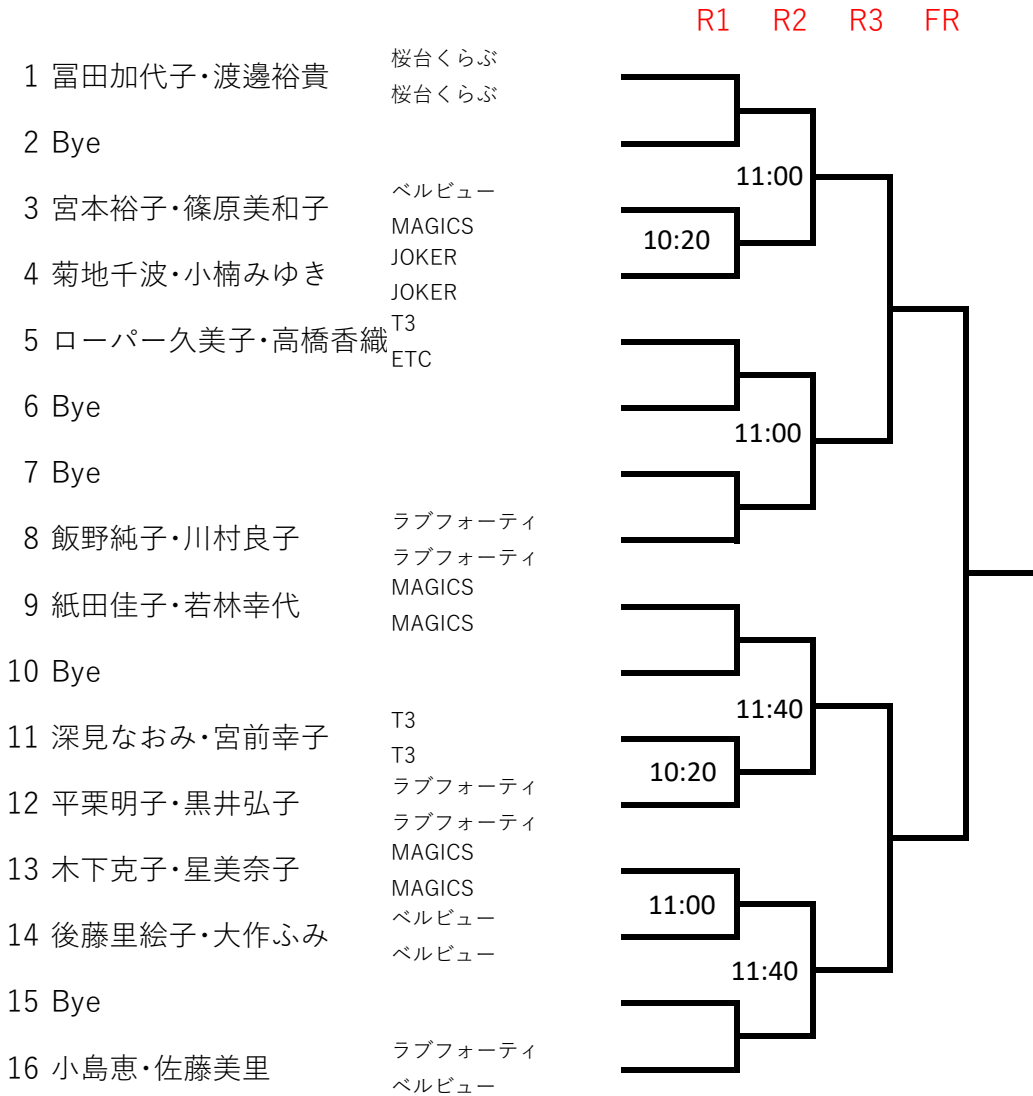 R1 R2 R3 FR
1 冨田加代子・渡邊裕貴 桜台くらぶ
桜台くらぶ
2 Bye
11:00
3 宮本裕子・篠原美和子 ベルビュー
MAGICS
10:20
4 菊地千波・小楠みゆき JOKER
JOKER
5 ローパー久美子・高橋香織 T3
ETC
6 Bye
11:00
7 Bye
8 飯野純子・川村良子 ラブフォーティ
ラブフォーティ
9 紙田佳子・若林幸代 MAGICS
MAGICS
10 Bye
11:40
11 深見なおみ・宮前幸子 T3
T3
10:20
12 平栗明子・黒井弘子 ラブフォーティ
ラブフォーティ
13 木下克子・星美奈子 MAGICS
MAGICS
11:00
14 後藤里絵子・大作ふみ ベルビュー
ベルビュー
11:40
15 Bye
16 小島恵・佐藤美里 ラブフォーティ
ベルビュー